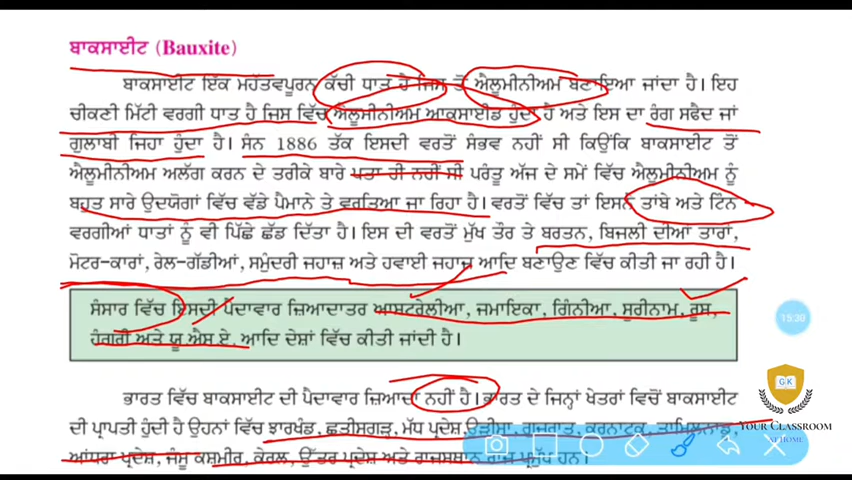 ਬਾਕਸਾਈਟ (Bauxite)
ਬਾਕਸਾਈਟ ਇੱਕ ਮਹੱਤਵਪੂਰਨ ਕੱਚੀ ਧਾਤ ਹੈ ਜਿਸ ਤੋਂ ਐਲੂਮੀਨੀਅਮ ਬਣਾਇਆ ਜਾਂਦਾ ਹੈ। ਇਹ
ਚੀਕਣੀ ਮਿੱਟੀ ਵਰਗੀ ਧਾਤ ਹੈ ਜਿਸ ਵਿੱਚ ਐਲੂਮੀਨੀਅਮ ਆਕਸਾਈਡ ਹੁੰਦਾ ਹੈ ਅਤੇ ਇਸ ਦਾ ਰੰਗ ਸਫੈਦ ਜਾਂ
ਗੁਲਾਬੀ ਜਿਹਾ ਹੁੰਦਾ ਹੈ। ਸੰਨ 1886 ਤੱਕ ਇਸਦੀ ਵਰਤੋਂ ਸੰਭਵ ਨਹੀਂ ਸੀ ਕਿਉਂਕਿ ਬਾਕਸਾਈਟ ਤੋਂ
ਐਲੂਮੀਨੀਅਮ ਅਲੱਗ ਕਰਨ ਦੇ ਤਰੀਕੇ ਬਾਰੇ ਪਤਾ ਹੀ ਨਹੀਂ ਸੀ ਪਰੰਤੂ ਅੱਜ ਦੇ ਸਮੇਂ ਵਿੱਚ ਐਲੂਮੀਨੀਅਮ ਨੂੰ
ਬਹੁਤ ਸਾਰੇ ਉਦਯੋਗਾਂ ਵਿੱਚ ਵੱਡੇ ਪੈਮਾਨੇ ਤੇ ਵਰਤਿਆ ਜਾ ਰਿਹਾ ਹੈ। ਵਰਤੋਂ ਵਿੱਚ ਤਾਂ ਇਸਨੇ ਤਾਂਬੇ ਅਤੇ ਟਿੰਨ
ਵਰਗੀਆਂ ਧਾਤਾਂ ਨੂੰ ਵੀ ਪਿੱਛੇ ਛੱਡ ਦਿੱਤਾ ਹੈ। ਇਸ ਦੀ ਵਰਤੋਂ ਮੁੱਖ ਤੌਰ ਤੇ ਬਰਤਨ, ਬਿਜਲੀ ਦੀਆਂ ਤਾਰਾਂ,
ਮੋਟਰ-ਕਾਰਾਂ, ਰੇਲ-ਗੱਡੀਆਂ, ਸਮੁੰਦਰੀ ਜਹਾਜ਼ ਅਤੇ ਹਵਾਈ ਜਹਾਜ਼ ਆਦਿ ਬਣਾਉਣ ਵਿੱਚ ਕੀਤੀ ਜਾ ਰਹੀ ਹੈ।
ਸੰਸਾਰ ਵਿੱਚ ਇਸਦੀ ਪੈਦਾਵਾਰ ਜ਼ਿਆਦਾਤਰ ਆਸਟਰੇਲੀਆ, ਜਮਾਇਕਾ, ਗਿੰਨੀਆ, ਸੁਰੀਨਾਮ, ਰੂਸ,
ਹੰਗਰੀ ਅਤੇ ਯੂ.ਐਸ.ਏ. ਆਦਿ ਦੇਸ਼ਾਂ ਵਿੱਚ ਕੀਤੀ ਜਾਂਦੀ ਹੈ।
15:30
ਭਾਰਤ ਵਿੱਚ ਬਾਕਸਾਈਟ ਦੀ ਪੈਦਾਵਾਰ ਜ਼ਿਆਦਾ ਨਹੀਂ ਹੈ। ਭਾਰਤ ਦੇ ਜਿਨ੍ਹਾਂ ਖੇਤਰਾਂ ਵਿਚੋਂ ਬਾਕਸਾਈਟ
ਦੀ ਪ੍ਰਾਪਤੀ ਹੁੰਦੀ ਹੈ ਉਹਨਾਂ ਵਿੱਚ ਝਾਰਖੰਡ, ਛਤੀਸਗੜ੍ਹ, ਮੱਧ ਪ੍ਰਦੇਸ਼, ਉੜੀਸਾ, ਗੁਜਰਾਤ, ਕਰਨਾਟਕ, ਤਾਮਿਲਨਾਡੂ,
ਆਂਧਰਾ ਪ੍ਰਦੇਸ਼, ਜੰਮੂ ਕਸ਼ਮੀਰ, ਕੇਰਲ, ਉੱਤਰ ਪ੍ਰਦੇਸ਼ ਅਤੇ ਰਾਜਸਥਾਨ ਰਾਜ ਪ੍ਰਮੁੱਖ ਹਨ।
GK
YOUR CLASSROOM
AT HOME